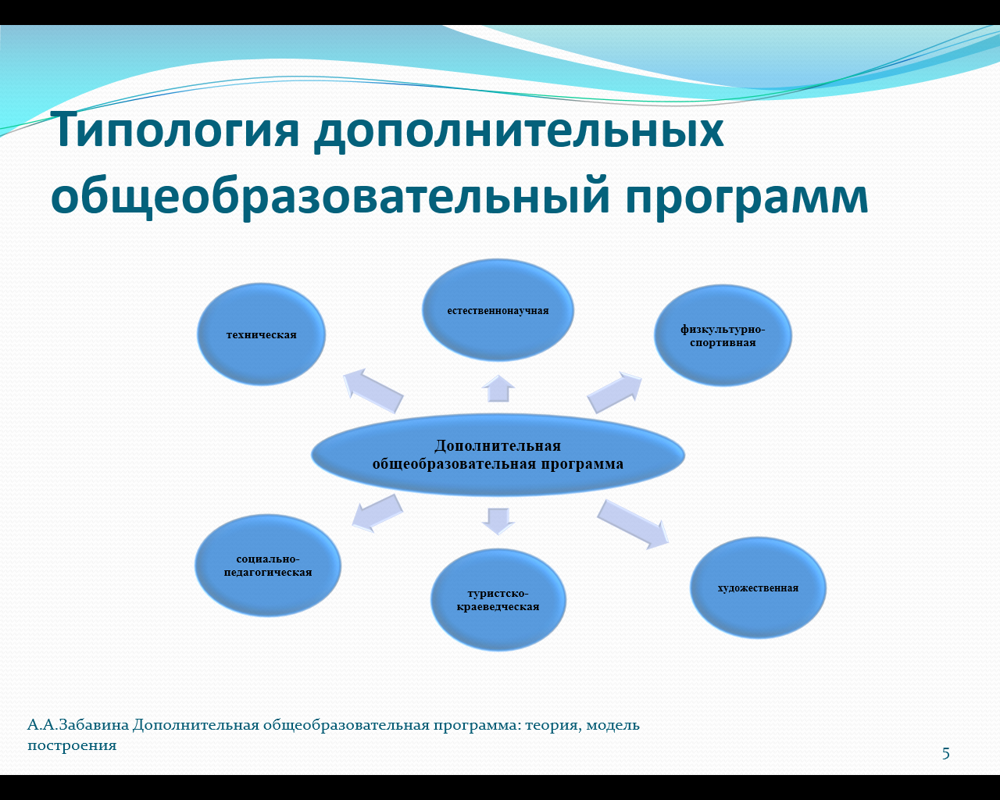 Типология дополнительных
общеобразовательный программ
техническая
естественнонаучная
физкультурно-
спортивная
Дополнительная
общеобразовательная программа
социально-
педагогическая
туристско-
краеведческая
художественная
А.А.Забавина Дополнительная общеобразовательная программа: теория, модель
построения
5